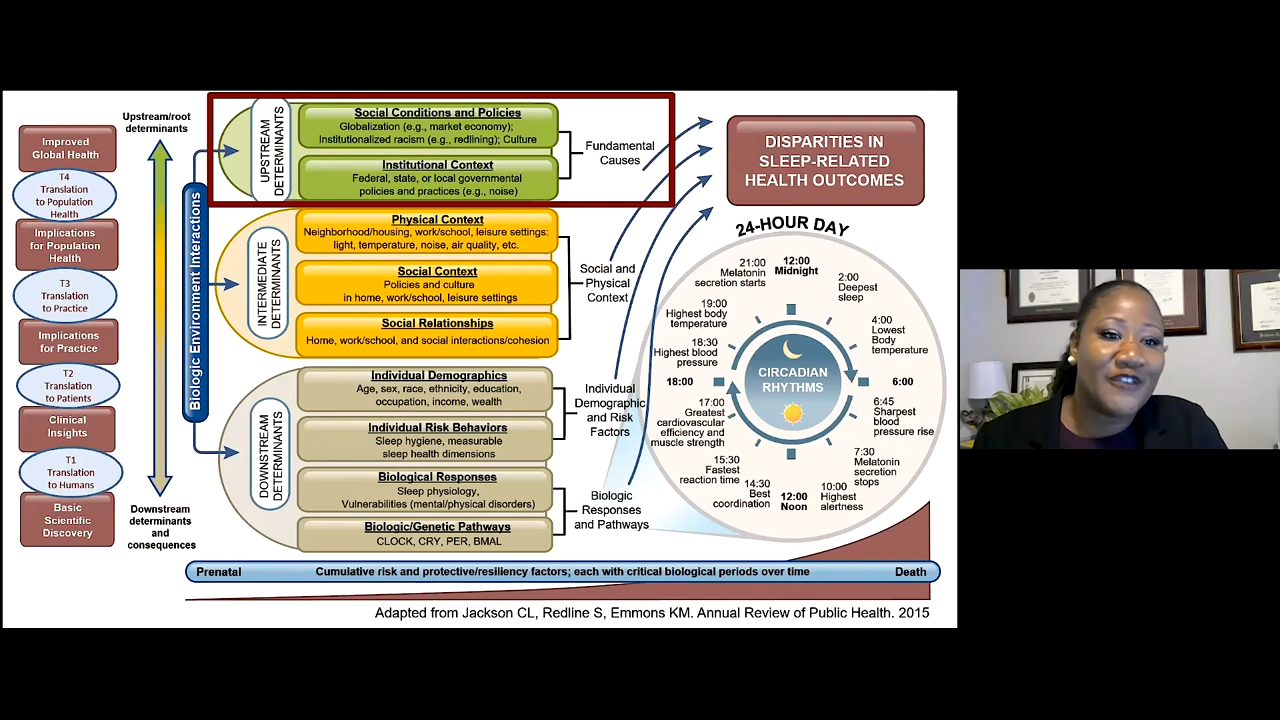 Improved
Global Health
T4
Translation
to Population
Health
Implications
for Population
Health
T3
Translation
to Practice
Implications
for Practice
T2
Translation
to Patients
Clinical
Insights
T1
Translation
to Humans
Basic
Scientific
Discovery
Upstream/root
determinants
Downstream
determinants
and
consequences
Biologic Environment Interactions
UPSTREAM
DETERMINANTS
Social Conditions and Policies
Globalization (e.g., market economy);
Institutionalized racism (e.g., redlining); Culture
Institutional Context
Federal, state, or local governmental
policies and practices (e.g., noise)
Fundamental
Causes
INTERMEDIATE
DETERMINANTS
Physical Context
Neighborhood/housing, work/school, leisure settings:
light, temperature, noise, air quality, etc.
Social Context
Policies and culture
in home, work/school, leisure settings
Social Relationships
Home, work/school, and social interactions/cohesion
Social and
Physical
Context
DOWNSTREAM
DETERMINANTS
Individual Demographics
Age, sex, race, ethnicity, education,
occupation, income, wealth
Individual Risk Behaviors
Sleep hygiene, measurable
sleep health dimensions
Individual
Demographic
and Risk
Factors
Biological Responses
Sleep physiology,
Vulnerabilities (mental/physical disorders)
Biologic/Genetic Pathways
CLOCK, CRY, PER, BMAL
Biologic
Responses
and Pathways
DISPARITIES IN
SLEEP-RELATED
HEALTH OUTCOMES
24-HOUR DAY
12:00
Midnight
2:00
Deepest
sleep
4:00
Lowest
Body
temperature
6:00
6:45
Sharpest
blood
pressure rise
7:30
Melatonin
secretion
stops
10:00
Highest
alertness
12:00
Noon
14:30
Best
coordination
15:30
Fastest
reaction time
17:00
Greatest
cardiovascular
efficiency and
muscle strength
18:00
18:30
Highest blood
pressure
19:00
Highest body
temperature
21:00
Melatonin
secretion starts
CIRCADIAN
RHYTHMS
Prenatal
Cumulative risk and protective/resiliency factors; each with critical biological periods over time
Death
Adapted from Jackson CL, Redline S, Emmons KM. Annual Review of Public Health. 2015